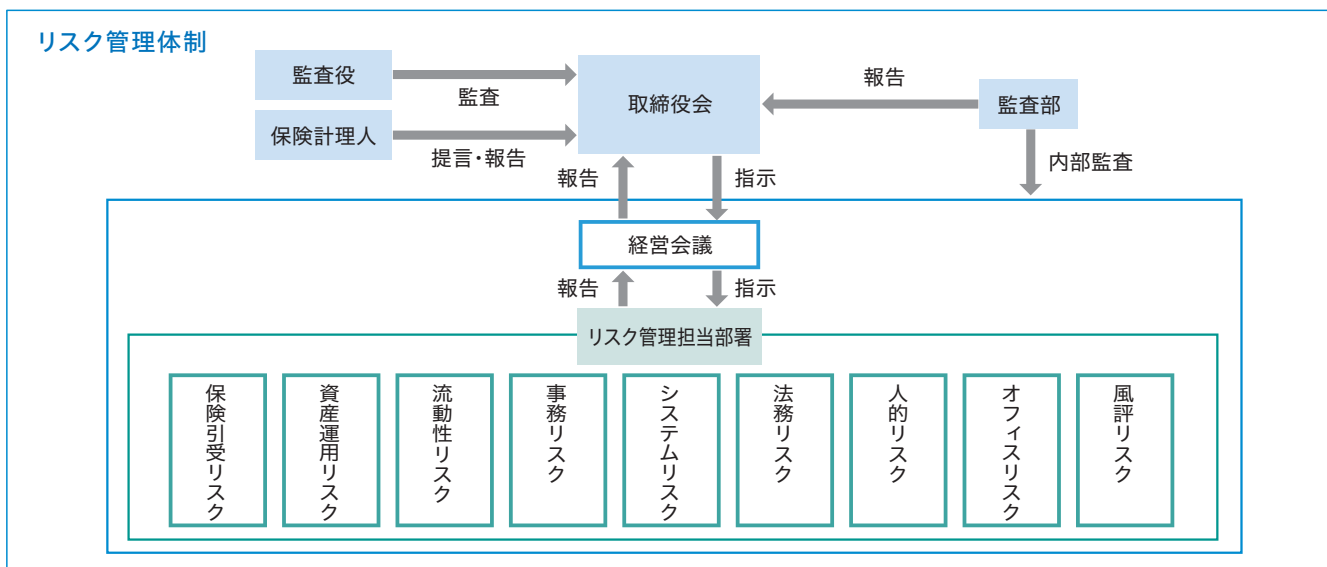 リスク管理体制
監査役
監査
保険計理人
提言・報告
取締役会
報告
監査部
内部監査
報告
指示
経営会議
報告
指示
リスク管理担当部署
保険引受リスク
資産運用リスク
流動性リスク
事務リスク
システムリスク
法務リスク
人的リスク
オフィスリスク
風評リスク